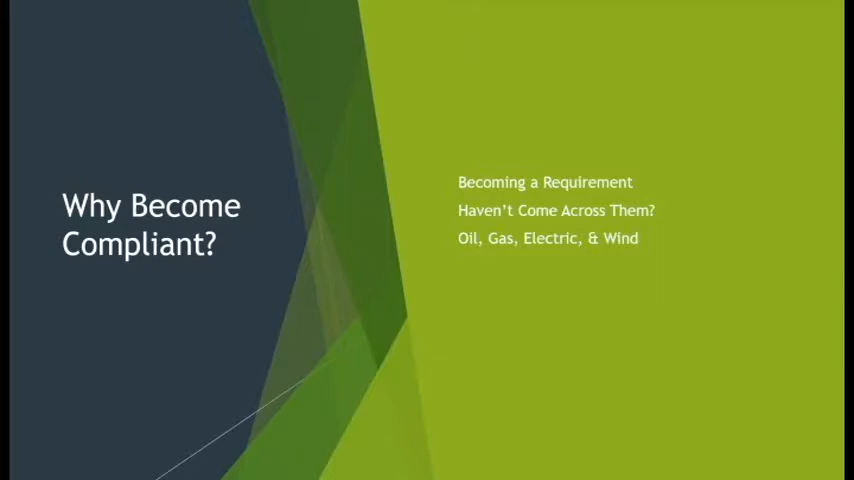 Why Become
Compliant?
Becoming a Requirement
Haven't Come Across Them?
Oil, Gas, Electric, & Wind